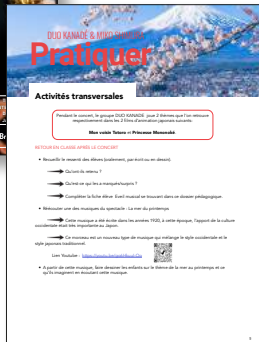 DUO KANADE & MIKO
Pratiquer
Activités transversales
Pendant le concert, le groupe DUO KANADE joue 2 thèmes que l'on retrouve
respectivement dans les 2 films d'animation japonais suivants:
Mon voisin Totoro et Princesse Mononoké.
RETOUR EN CLASSE APRÈS LE CONCERT
• Recueillir le ressenti des élèves (oralement, par écrit ou en dessin).
Qu'ont-ils retenu ?
Qu'est-ce qui les a marqués/surpris ?
Compléter la fiche élève. Eveil musical se trouvant dans ce dossier pédagogique.
• Réécouter une des musiques du spectacle : La mer du printemps.
Cette musique a été écrite dans les années 1920, à cette époque, l'apport de la culture
occidentale était très importante au Japon.
Ce morceau est un nouveau type de musique qui mélange le style occidentale et le
style japonais traditionnel.
Lien Youtube :
• A partir de cette musique, faire dessiner les enfants sur le thème de la mer au printemps et ce
qu'ils imaginent en écoutant cette musique.